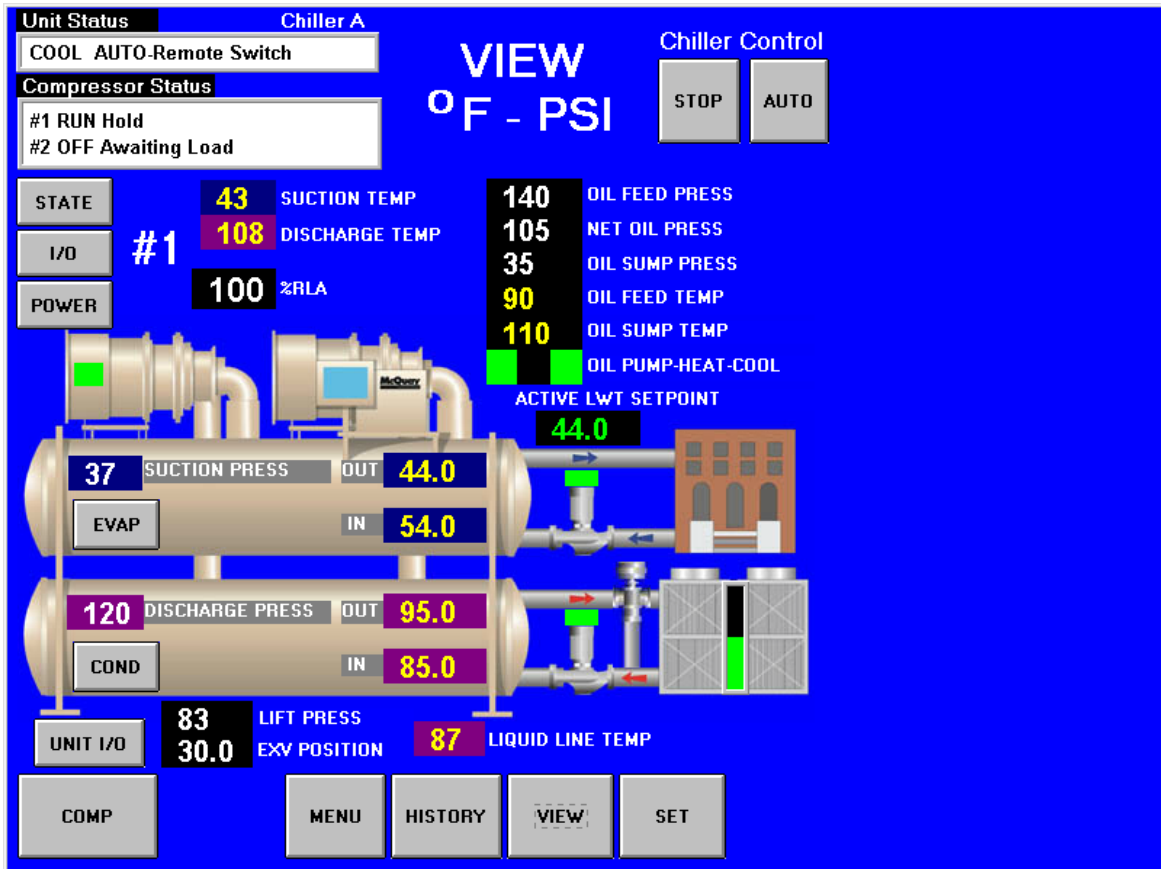 Unit Status Chiller A
COOL AUTO-Remote Switch
Compressor Status
#1 RUN Hold
#2 OFF Awaiting Load
VIEW
°F - PSI
Chiller Control
STOP AUTO
STATE
I/O
POWER
#1
43 SUCTION TEMP
108 DISCHARGE TEMP
100 %RLA
140 OIL FEED PRESS
105 NET OIL PRESS
35 OIL SUMP PRESS
90 OIL FEED TEMP
110 OIL SUMP TEMP
OIL PUMP-HEAT-COOL
ACTIVE LWT SETPOINT
44.0
McQuay
37 SUCTION PRESS OUT 44.0
EVAP IN 54.0
120 DISCHARGE PRESS OUT 95.0
COND IN 85.0
UNIT I/O
83 LIFT PRESS
30.0 EXV POSITION
87 LIQUID LINE TEMP
COMP MENU HISTORY VIEW SET